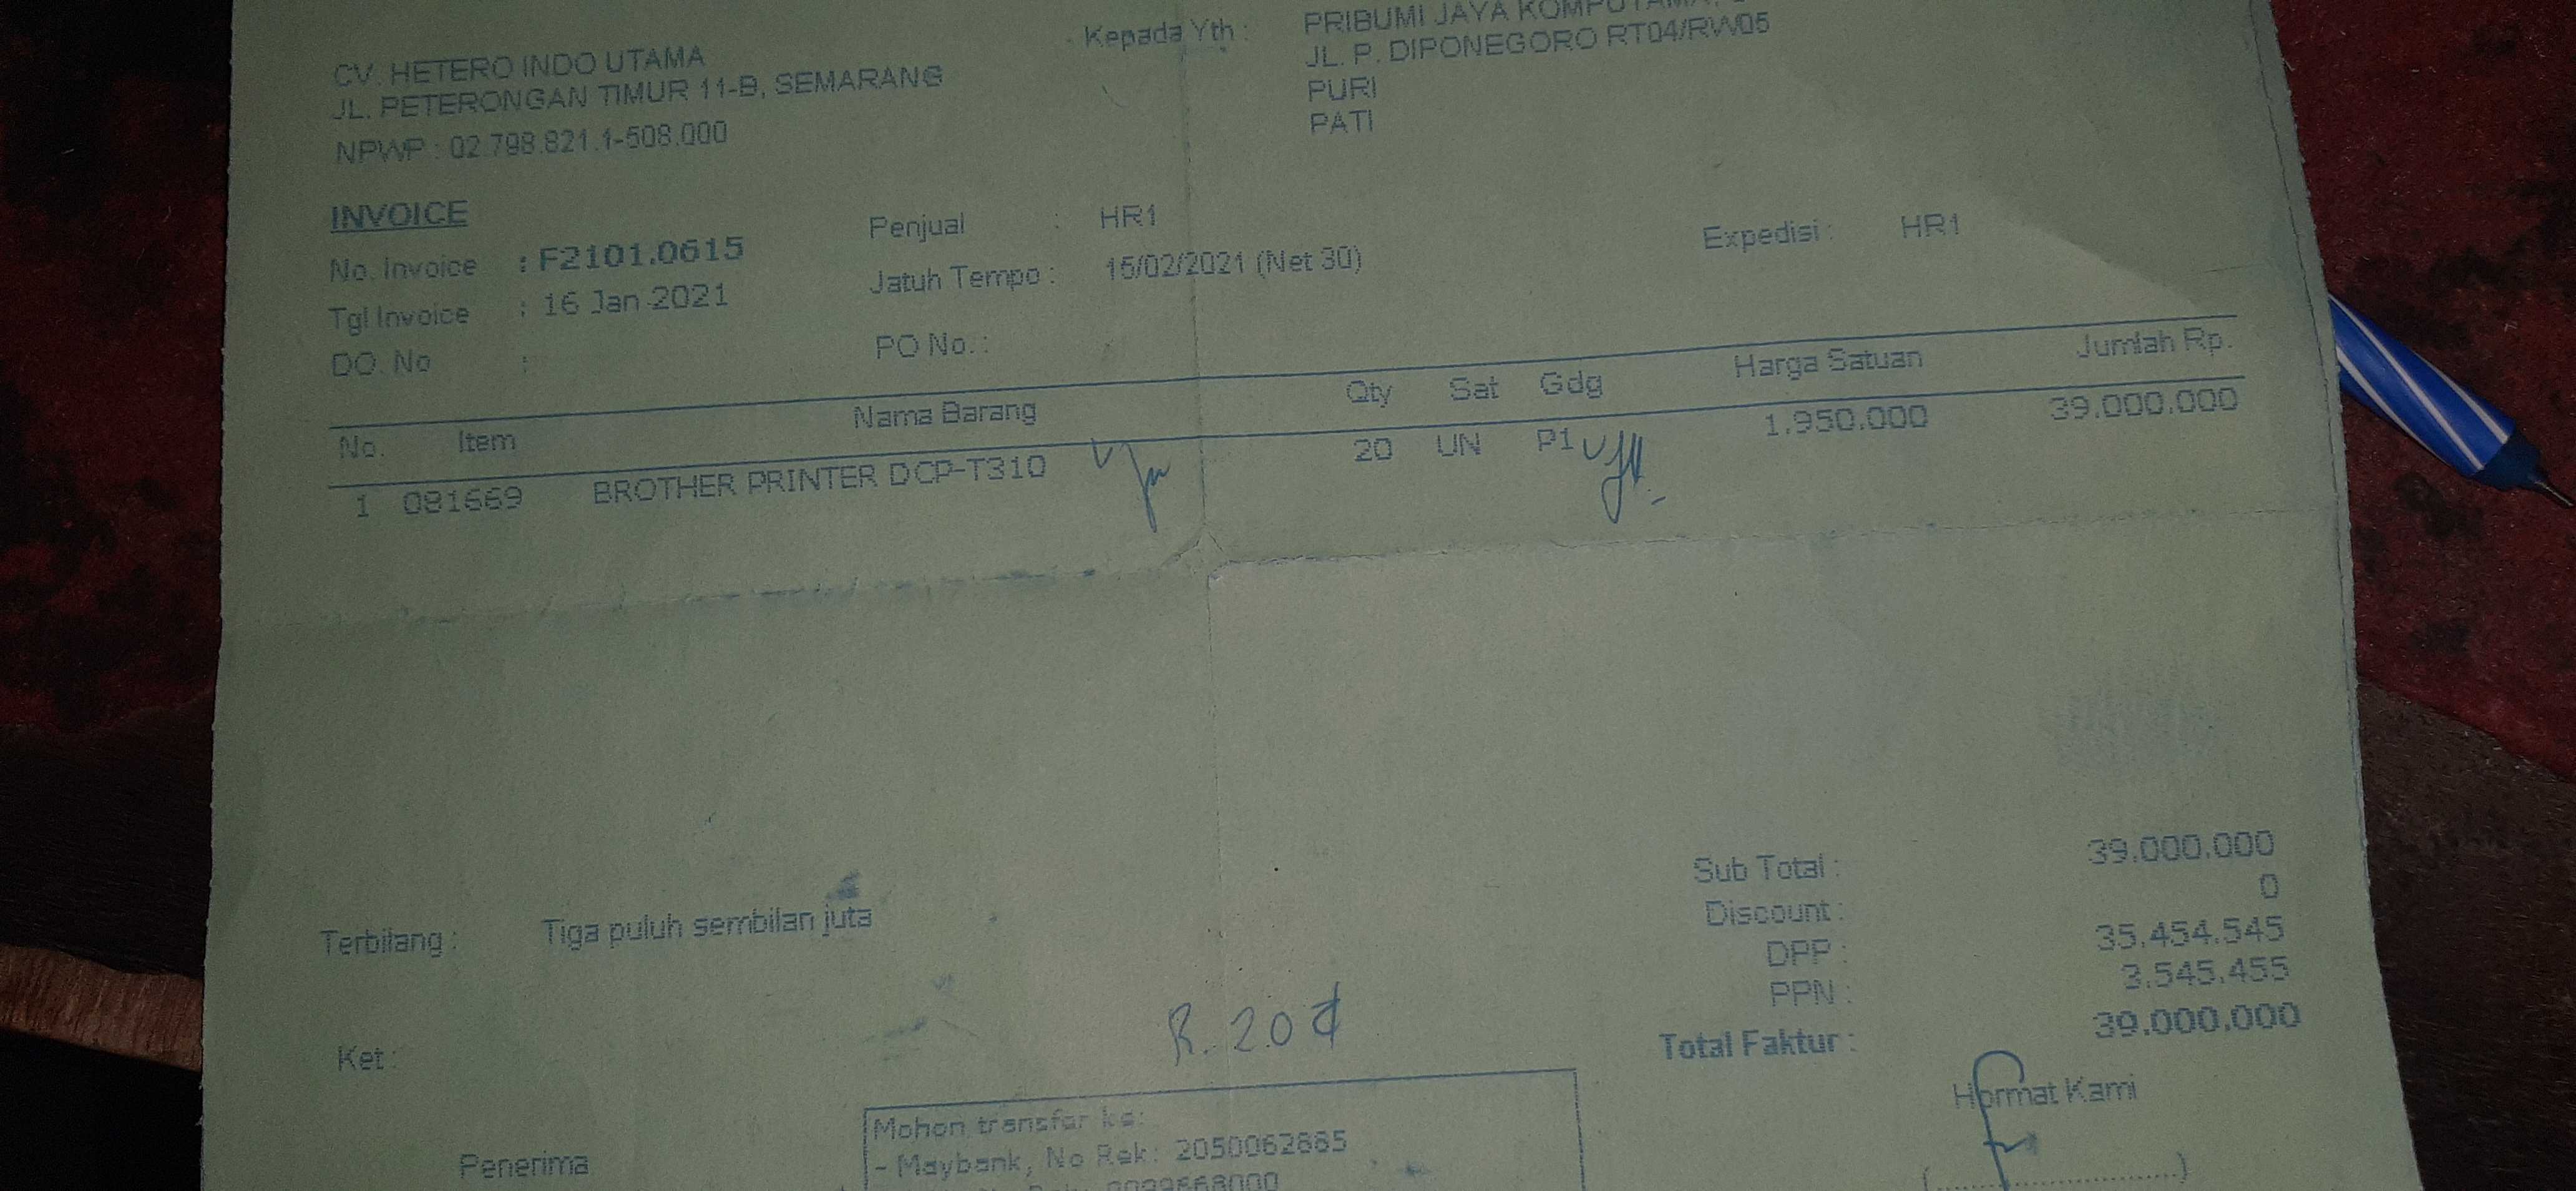 CV. HETERO INDO UTAMA
JL. PETERONGAN TIMUR 11-B, SEMARANG
NPWP : 02.798.821.1-508.000
Kepada Yth :
PRIBUMI JAYA
JL. P. DIPONEGORO RT04/RW05
PURI
PATI
INVOICE
No. Invoice : F2101.0615
Tgl Invoice : 16 Jan 2021
DO. No :
Penjual : HR1
Jatuh Tempo : 15/02/2021 (Net 30)
PO No. :
Expedisi : HR1
No. Item Nama Barang Qty Sat Gdg Harga Satuan Jumlah Rp.
1 081669 BROTHER PRINTER DCP-T310 20 UN P1 1.950.000 39.000.000
Terbilang : Tiga puluh sembilan juta
Sub Total : 39.000.000
Discount : 0
DPP : 35.454.545
PPN : 3.545.455
Total Faktur : 39.000.000
Ket :
Penerima
Mohon transfer ke:
- Maybank, No Rek: 2050062885
Hormat Kami
(....................)